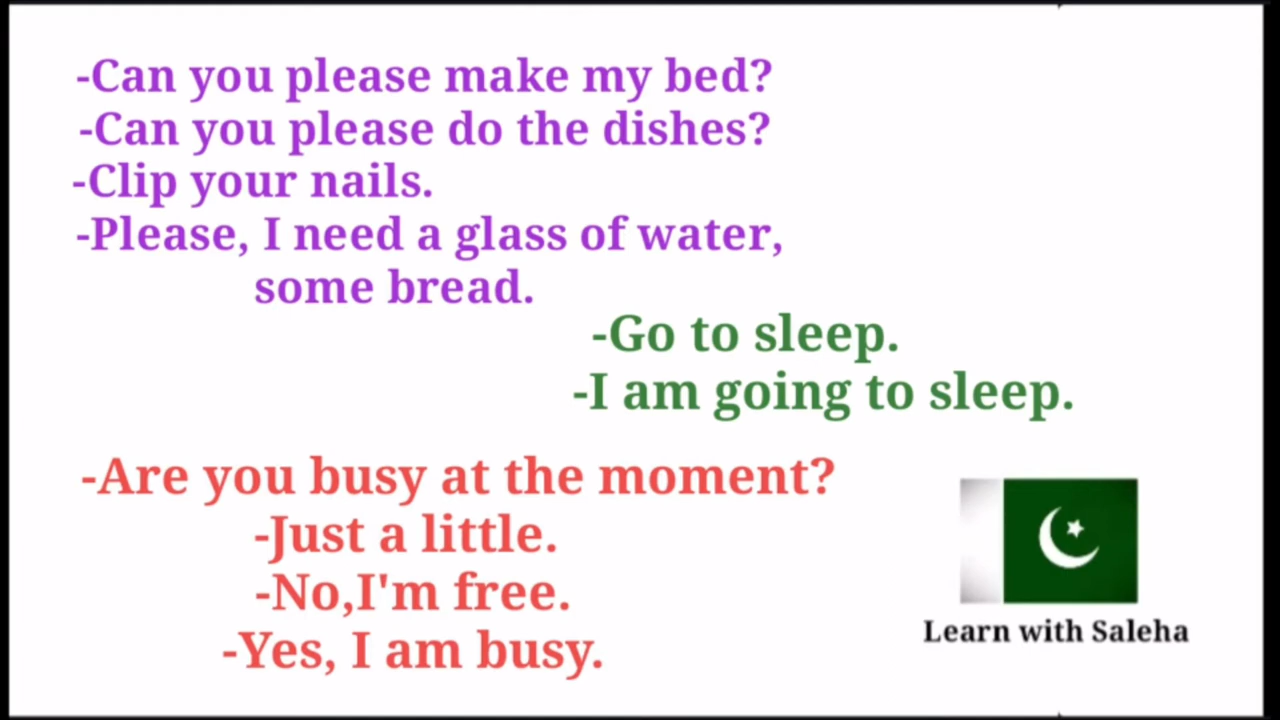 -Can you please make my bed?
-Can you please do the dishes?
-Clip your nails.
-Please, I need a glass of water,
some bread.
-Go to sleep.
-I am going to sleep.
-Are you busy at the moment?
-Just a little.
-No,I'm free.
-Yes, I am busy.
Learn with Saleha